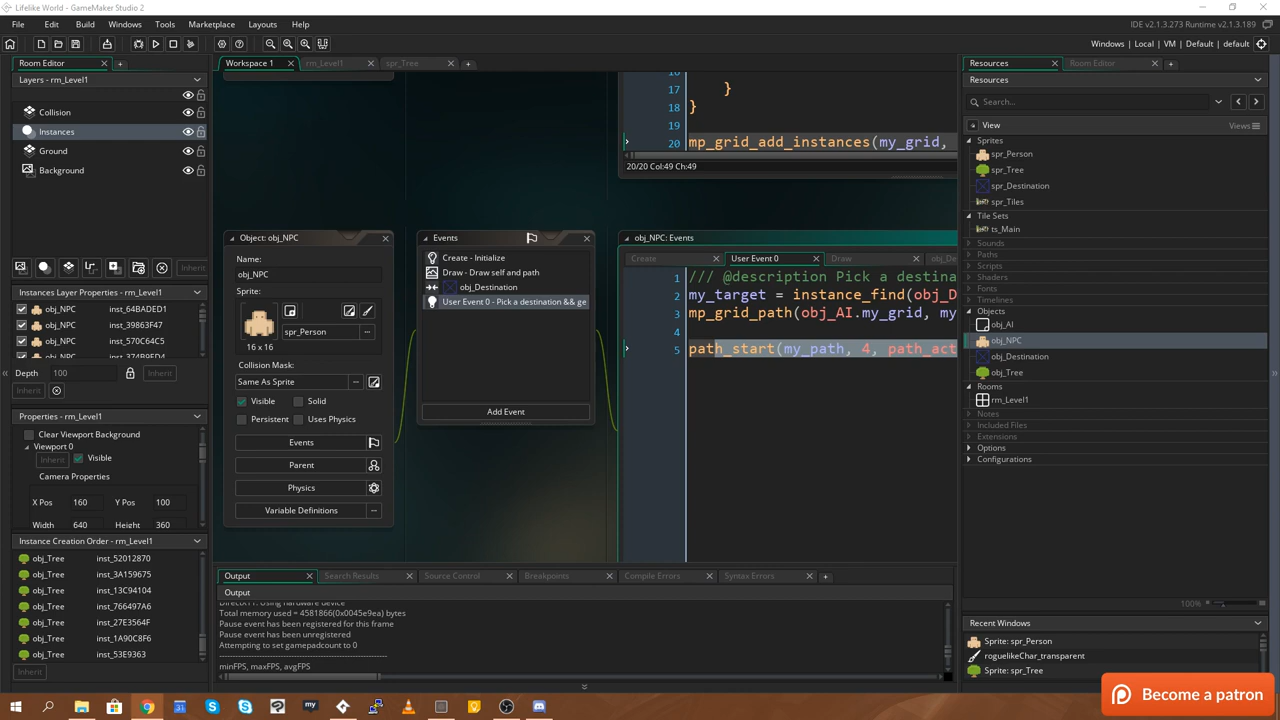 Lifelike World - GameMaker Studio 2
File Edit Build Windows Tools Marketplace Layouts Help
IDE v2.1.3.273 Runtime v2.1.3.189
Windows | Local | VM | Default | default
Room Editor
Layers - rm_Level1
Collision
Instances
Ground
Background
Inherit
Instances Layer Properties - rm_Level1
obj_NPC inst_64BADED1
obj_NPC inst_39863F47
obj_NPC inst_570C64C5
obj_NPC inst_374B9FD4
Depth 100 Inherit
Inherit
Properties - rm_Level1
Clear Viewport Background
Viewport 0
Inherit Visible
Camera Properties
X Pos 160 Y Pos 100
Width 640 Height 360
Instance Creation Order - rm_Level1
obj_Tree inst_52012870
obj_Tree inst_3A159675
obj_Tree inst_13C94104
obj_Tree inst_766497A6
obj_Tree inst_27E3564F
obj_Tree inst_1A90C8F6
obj_Tree inst_53E9363
Inherit
Workspace 1 rm_Level1 spr_Tree
16
17 }
18 }
19
20 mp_grid_add_instances(my_grid,
20/20 Col:49 Ch:49
Object: obj_NPC
Name:
obj_NPC
Sprite:
spr_Person
16 x 16
Collision Mask:
Same As Sprite
Visible Solid
Persistent Uses Physics
Events
Parent
Physics
Variable Definitions
Events
Create - Initialize
Draw - Draw self and path
obj_Destination
User Event 0 - Pick a destination && ge
Add Event
obj_NPC: Events
Create User Event 0 Draw obj_De
1 /// @description Pick a destina
2 my_target = instance_find(obj_D
3 mp_grid_path(obj_AI.my_grid, my
4
5 path_start(my_path, 4, path_act
Output Search Results Source Control Breakpoints Compile Errors Syntax Errors
Output
DirectX11: Using hardware device
Total memory used = 4581866(0x0045e9ea) bytes
Pause event has been registered for this frame
Pause event has been unregistered
Attempting to set gamepadcount to 0
minFPS, maxFPS, avgFPS
Resources Room Editor
Resources
Search...
View Views
Sprites
spr_Person
spr_Tree
spr_Destination
spr_Tiles
Tile Sets
ts_Main
Sounds
Paths
Scripts
Shaders
Fonts
Timelines
Objects
obj_AI
obj_NPC
obj_Destination
obj_Tree
Rooms
rm_Level1
Notes
Included Files
Extensions
Options
Configurations
100%
Recent Windows
Sprite: spr_Person
roguelikeChar_transparent
Sprite: spr_Tree
Become a patron